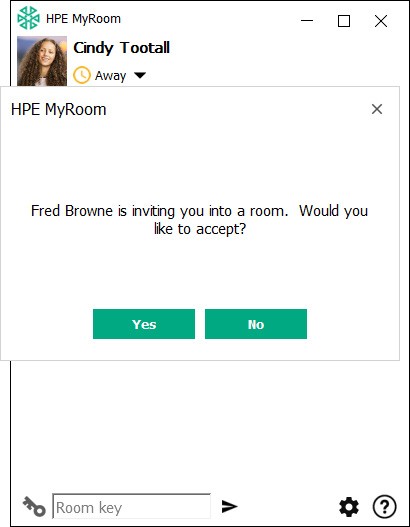 HPE MyRoom
Cindy Tootall
Away
HPE MyRoom
Fred Browne is inviting you into a room.  Would you
like to accept?
Yes
No
Room key